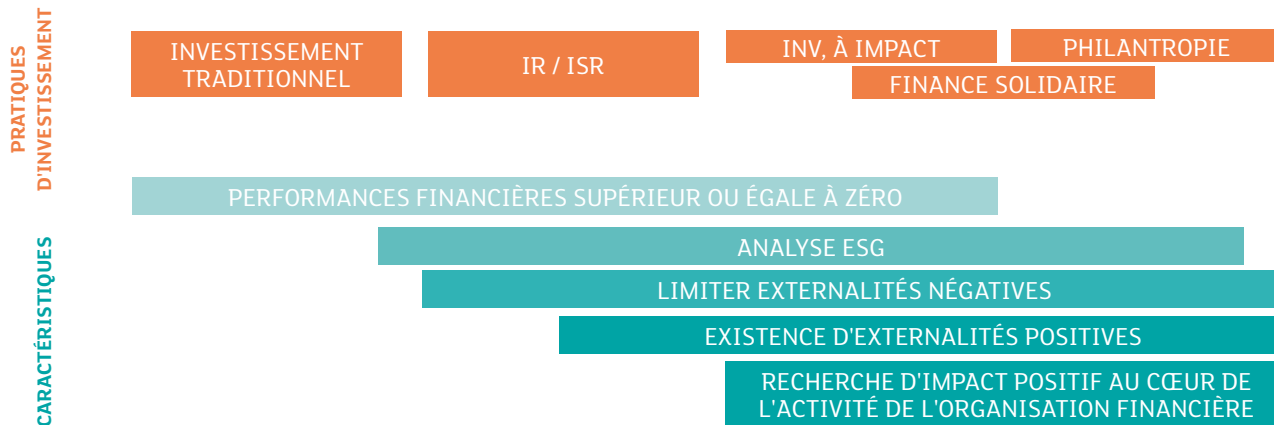 PRATIQUES
D'INVESTISSEMENT
INVESTISSEMENT
TRADITIONNEL
IR / ISR
INV, À IMPACT
PHILANTROPIE
FINANCE SOLIDAIRE
CARACTÉRISTIQUES
PERFORMANCES FINANCIÈRES SUPÉRIEUR OU ÉGALE À ZÉRO
ANALYSE ESG
LIMITER EXTERNALITÉS NÉGATIVES
EXISTENCE D'EXTERNALITÉS POSITIVES
RECHERCHE D'IMPACT POSITIF AU CŒUR DE
L'ACTIVITÉ DE L'ORGANISATION FINANCIÈRE